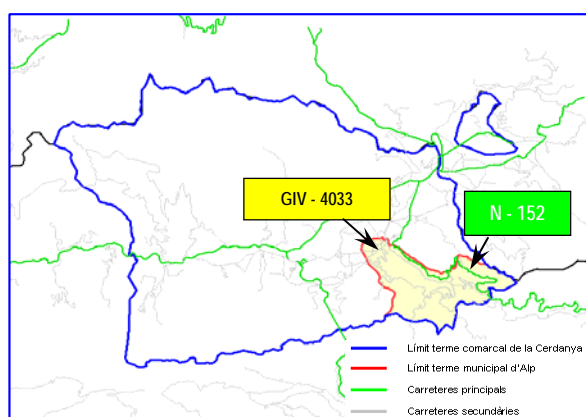 GIV - 4033
N - 152
Límit terme comarcal de la Cerdanya
Límit terme municipal d'Alp
Carreteres principals
Carreteres secundàries